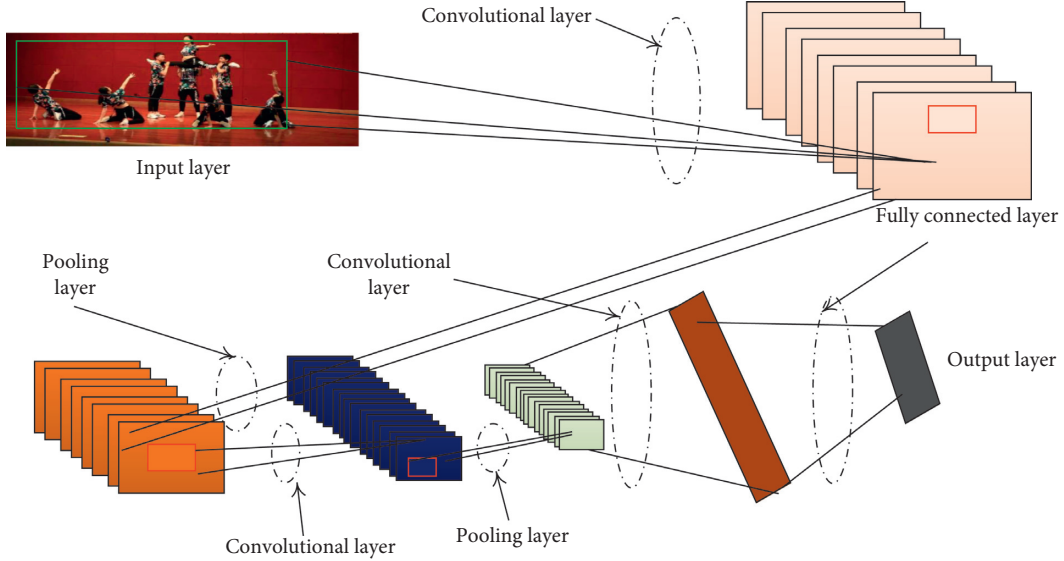 Convolutional layer
Input layer
Fully connected layer
Pooling
layer
Convolutional
layer
Output layer
Convolutional layer
Pooling layer